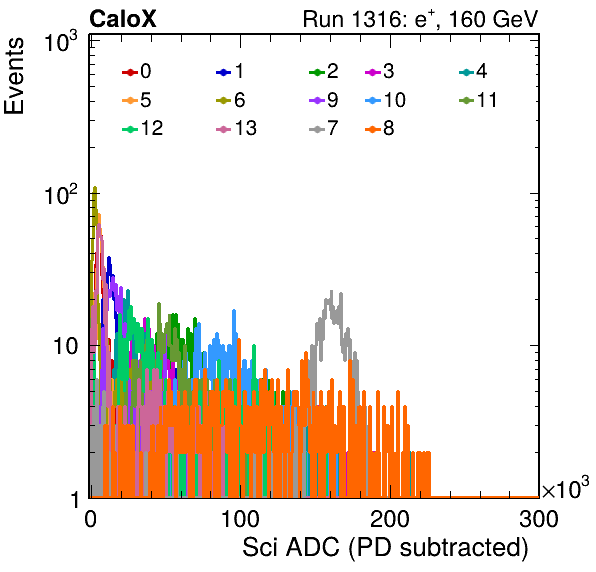 CaloX Run 1316: e⁺, 160 GeV
Events
10³
0 1 2 3 4
5 6 9 10 11
12 13 7 8
10²
10
1
0 100 200 300
×10³
Sci ADC (PD subtracted)